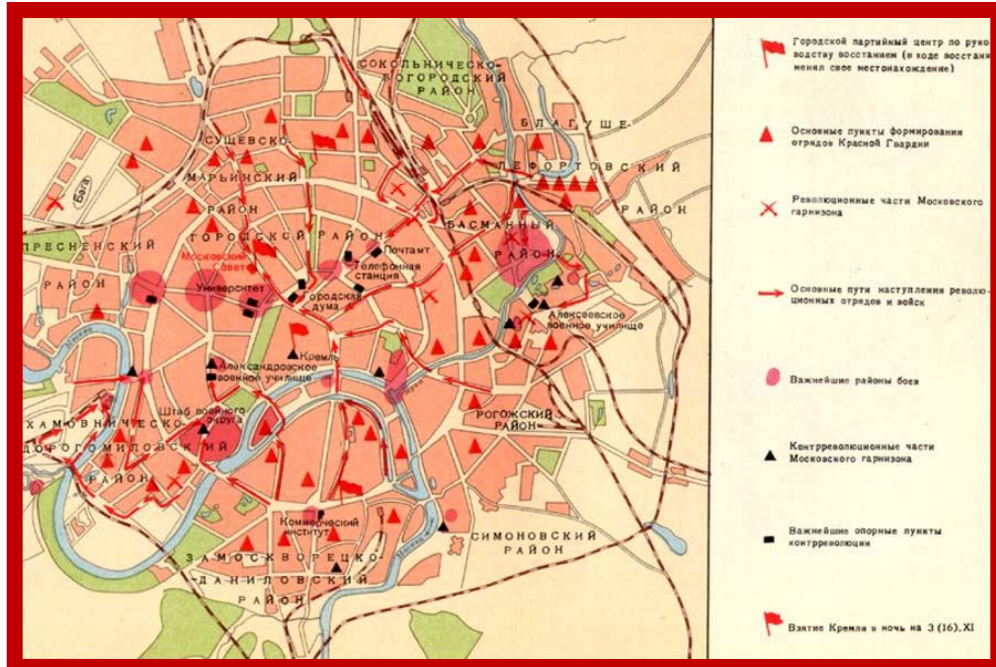 СОКОЛЬНИЧЕСКО-
БОГОРОДСКИЙ
РАЙОН
БЛАГУШЕ-
ЛЕФОРТОВСКИЙ
РАЙОН
СУЩЕВСКО-
МАРЬИНСКИЙ
РАЙОН
Бега
БАСМАННЫЙ
РАЙОН
ГОРОДСКОЙ РАЙОН
ПРЕСНЕНСКИЙ
РАЙОН
Московский
Совет
Почтамт
Телефонная
станция
Университет
Городская
дума
Алексеевское
военное училище
Кремль
Александровское
военное училище
Штаб военного
округа
ХАМОВНИЧЕСКО-
ДОРОГОМИЛОВСКИЙ
РАЙОН
РОГОЖСКИЙ
РАЙОН
Коммерческий
институт
СИМОНОВСКИЙ
РАЙОН
ЗАМОСКВОРЕЦКО-
-ДАНИЛОВСКИЙ
РАЙОН
Городской партийный центр по руко-
водству восстанием (в ходе восстани
менял свое местонахождение)
Основные пункты формирования
отрядов Красной Гвардии
Революционные части Московского
гарнизона
Основные пути наступления револю-
ционных отрядов и войск
Важнейшие районы боев
Контрреволюционные части
Московского гарнизона
Важнейшие опорные пункты
контрреволюции
Взятие Кремля в ночь на 3 (16). XI